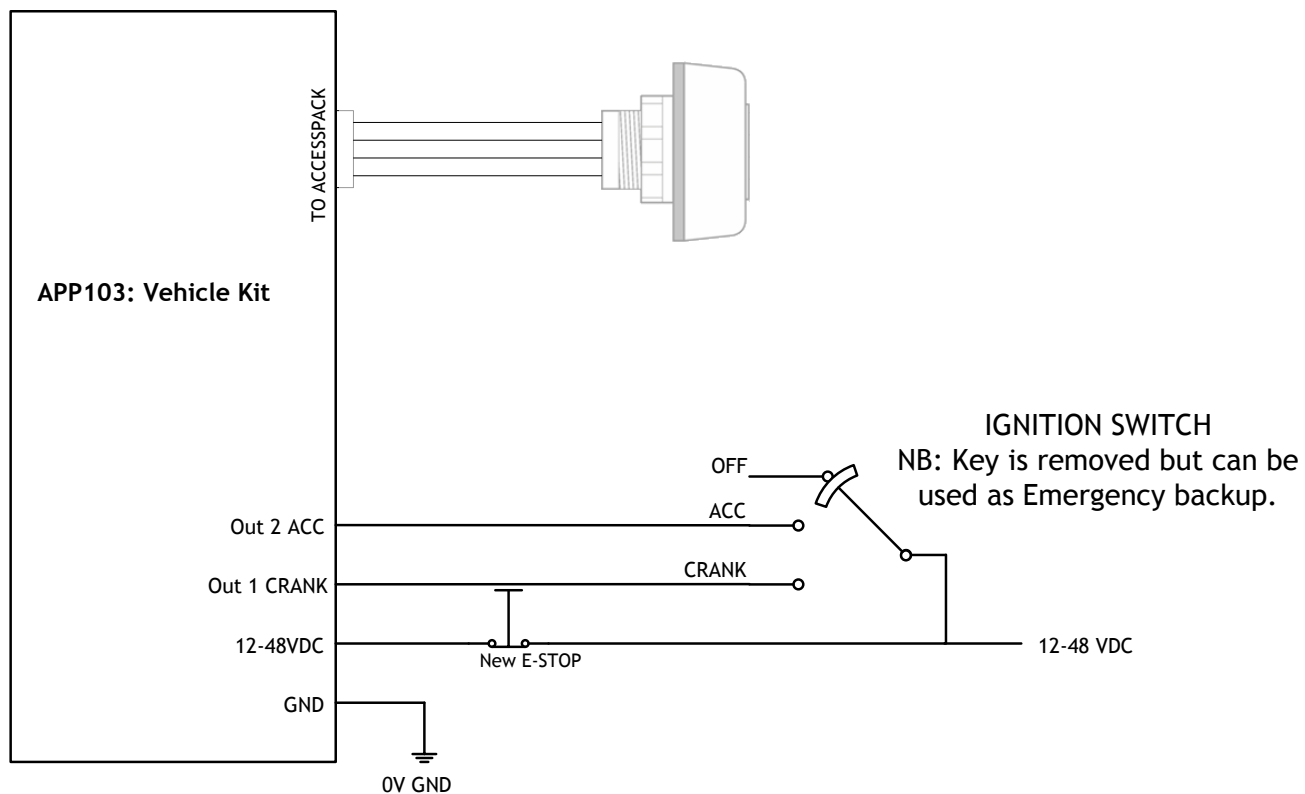 TO ACCESSPACK
APP103: Vehicle Kit
IGNITION SWITCH
NB: Key is removed but can be
used as Emergency backup.
OFF
ACC
Out 2 ACC
CRANK
Out 1 CRANK
12-48VDC
New E-STOP
12-48 VDC
GND
0V GND